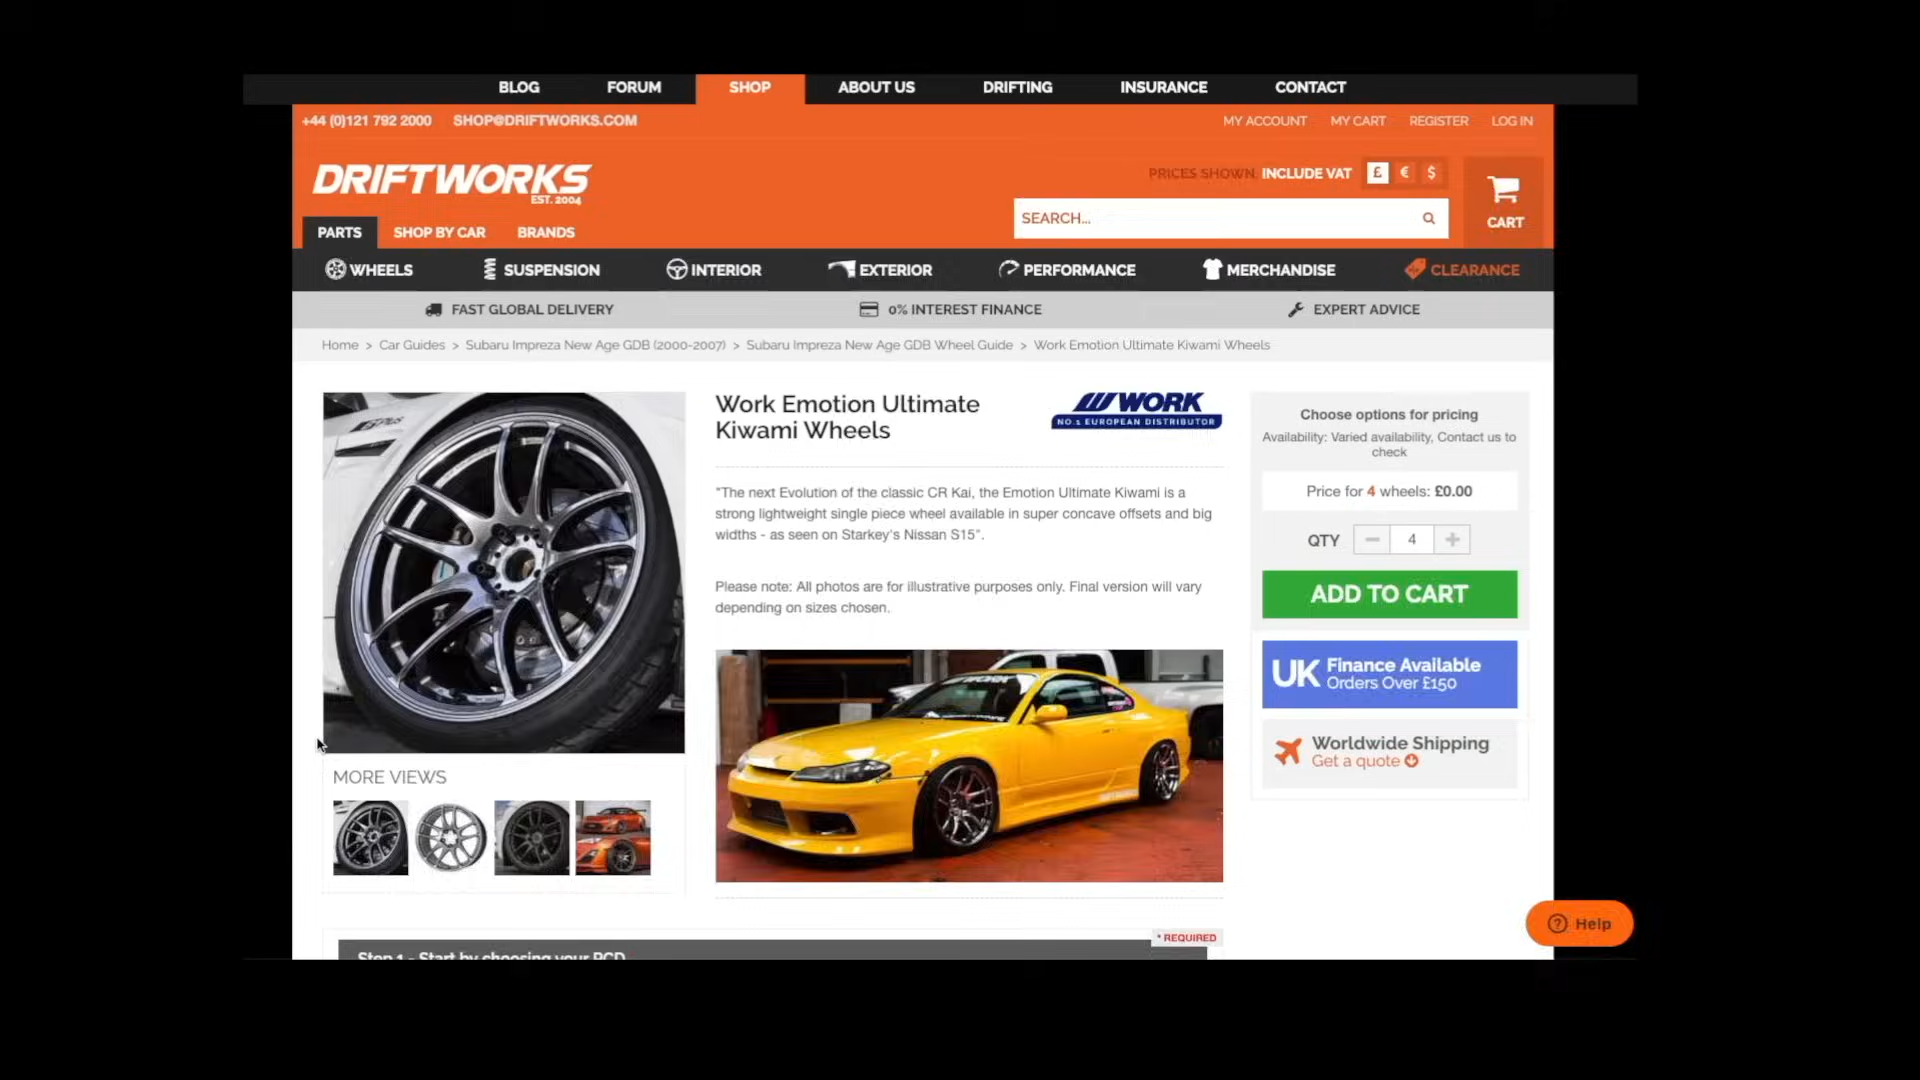 BLOG FORUM SHOP ABOUT US DRIFTING INSURANCE CONTACT
+44 (0)121 792 2000 SHOP@DRIFTWORKS.COM
MY ACCOUNT MY CART REGISTER LOG IN
DRIFTWORKS
EST. 2004
PRICES SHOWN: INCLUDE VAT £ € $
SEARCH...
CART
PARTS SHOP BY CAR BRANDS
WHEELS SUSPENSION INTERIOR EXTERIOR PERFORMANCE MERCHANDISE CLEARANCE
FAST GLOBAL DELIVERY 0% INTEREST FINANCE EXPERT ADVICE
Home > Car Guides > Subaru Impreza New Age GDB (2000-2007) > Subaru Impreza New Age GDB Wheel Guide > Work Emotion Ultimate Kiwami Wheels
MORE VIEWS
Work Emotion Ultimate
Kiwami Wheels
WORK
NO.1 EUROPEAN DISTRIBUTOR
"The next Evolution of the classic CR Kai, the Emotion Ultimate Kiwami is a
strong lightweight single piece wheel available in super concave offsets and big
widths - as seen on Starkey's Nissan S15".
Please note: All photos are for illustrative purposes only. Final version will vary
depending on sizes chosen.
WORK
Choose options for pricing
Availability: Varied availability, Contact us to
check
Price for 4 wheels: £0.00
QTY − 4 +
ADD TO CART
UK Finance Available
Orders Over £150
Worldwide Shipping
Get a quote
* REQUIRED
Step 1 - Start by choosing your PCD
? Help